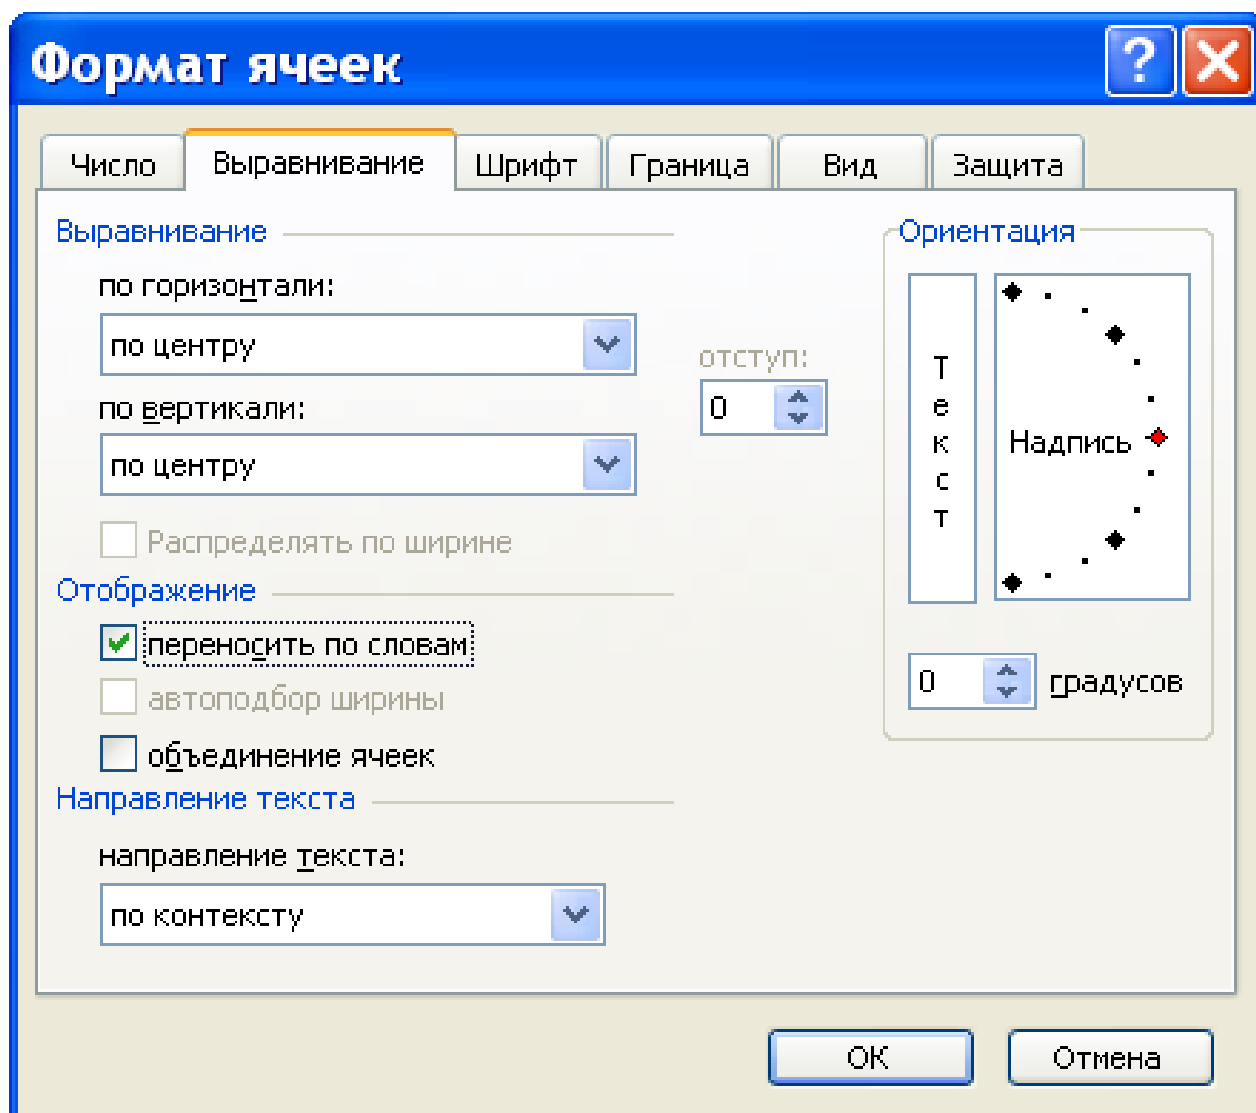 Формат ячеек
Число Выравнивание Шрифт Граница Вид Защита
Выравнивание
по горизонтали:
по центру
отступ:
0
по вертикали:
по центру
Распределять по ширине
Отображение
переносить по словам
автоподбор ширины
объединение ячеек
Направление текста
направление текста:
по контексту
Ориентация
Текст
Надпись
0 градусов
ОК Отмена